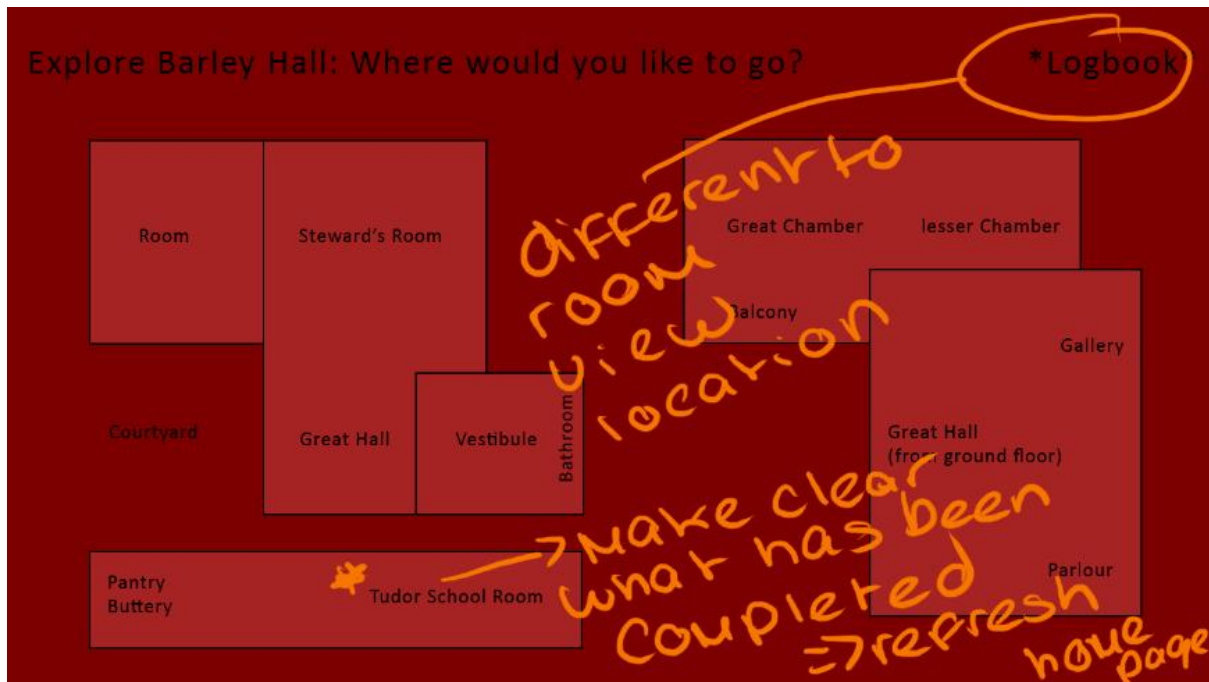 Explore Barley Hall: Where would you like to go?
*Logbook*
Room
Steward's Room
Courtyard
Great Hall
Vestibule
Bathroom
Pantry
Buttery
Tudor School Room
Great Chamber
lesser Chamber
Balcony
Gallery
Great Hall
(from ground floor)
Parlour
different to
room
view
location
* → Make clear
what has been
completed
⇒ refresh
home
page